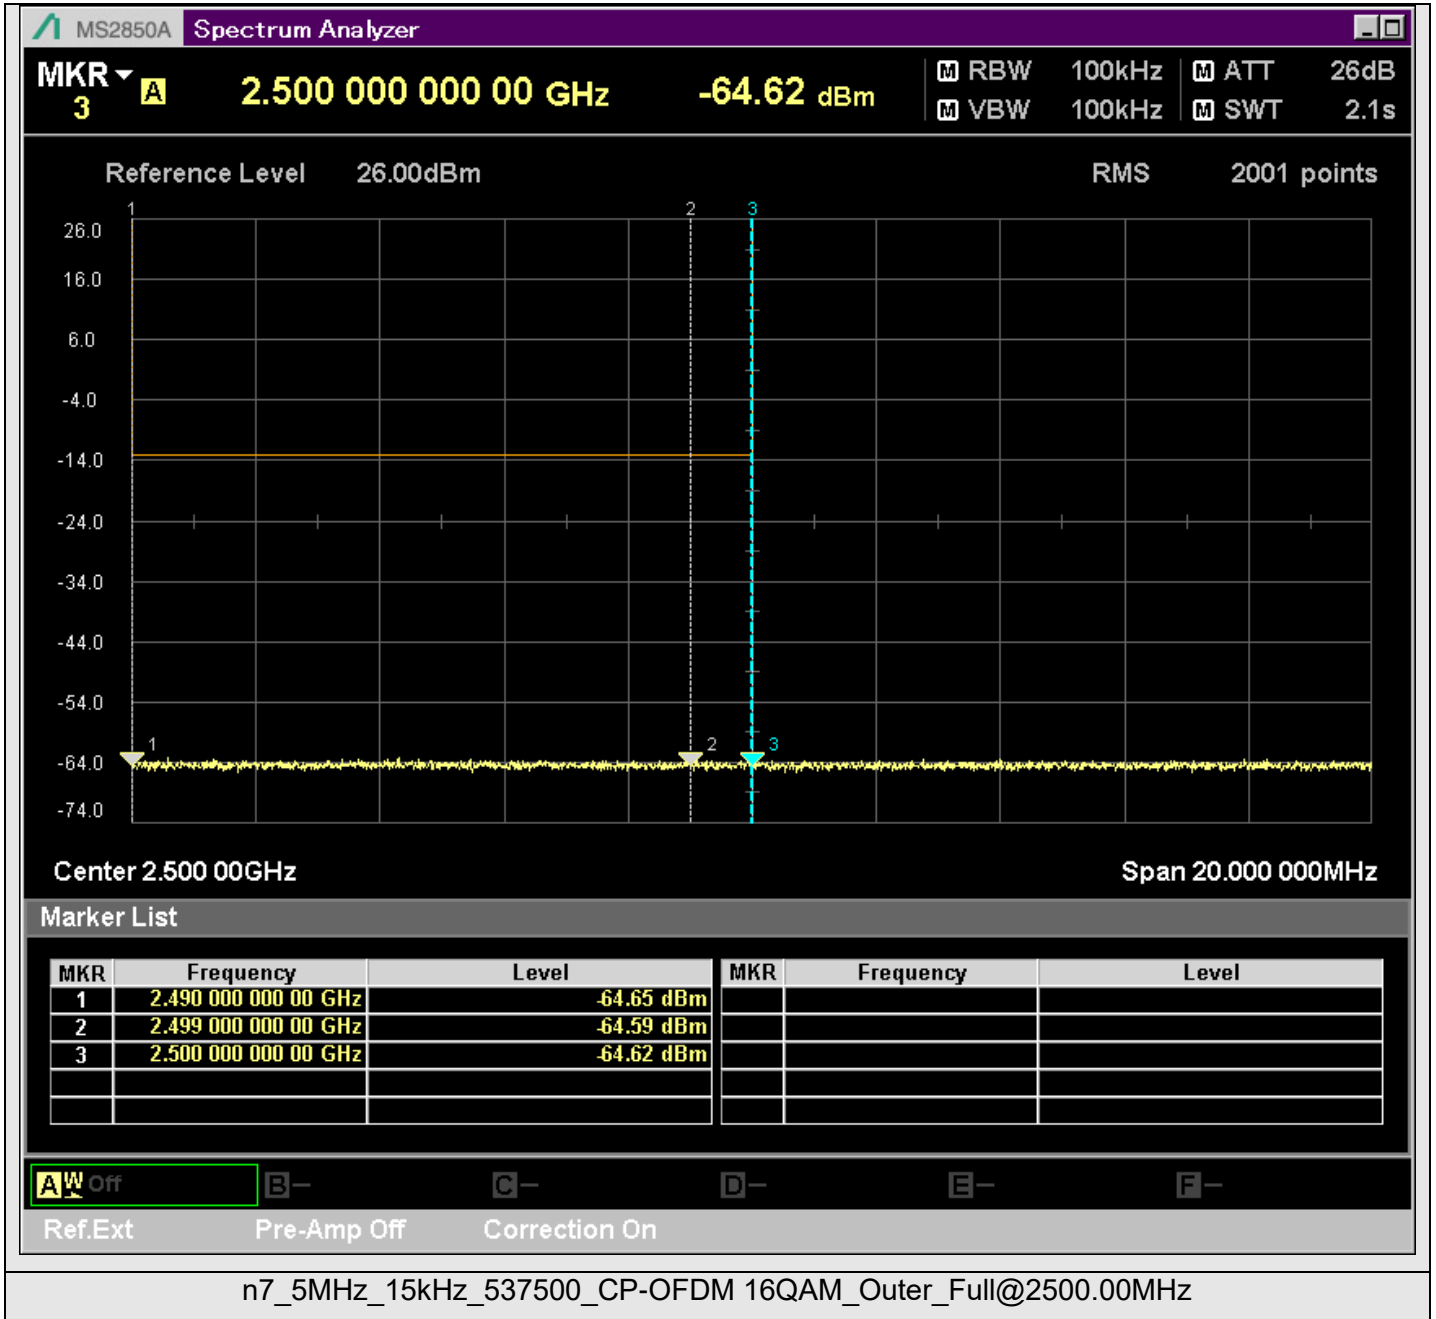 MS2850A Spectrum Analyzer
MKR A 2.500 000 000 00 GHz -64.62 dBm M RBW 100kHz M ATT 26dB
3 M VBW 100kHz M SWT 2.1s
Reference Level 26.00dBm RMS 2001 points
1 2 3
26.0
16.0
6.0
-4.0
-14.0
-24.0
-34.0
-44.0
-54.0
1 2 3
-64.0
-74.0
Center 2.500 00GHz Span 20.000 000MHz
Marker List
MKR Frequency Level MKR Frequency Level
1 2.490 000 000 00 GHz -64.65 dBm
2 2.499 000 000 00 GHz -64.59 dBm
3 2.500 000 000 00 GHz -64.62 dBm
A W Off B – C – D – E – F –
Ref.Ext Pre-Amp Off Correction On
n7_5MHz_15kHz_537500_CP-OFDM 16QAM_Outer_Full@2500.00MHz